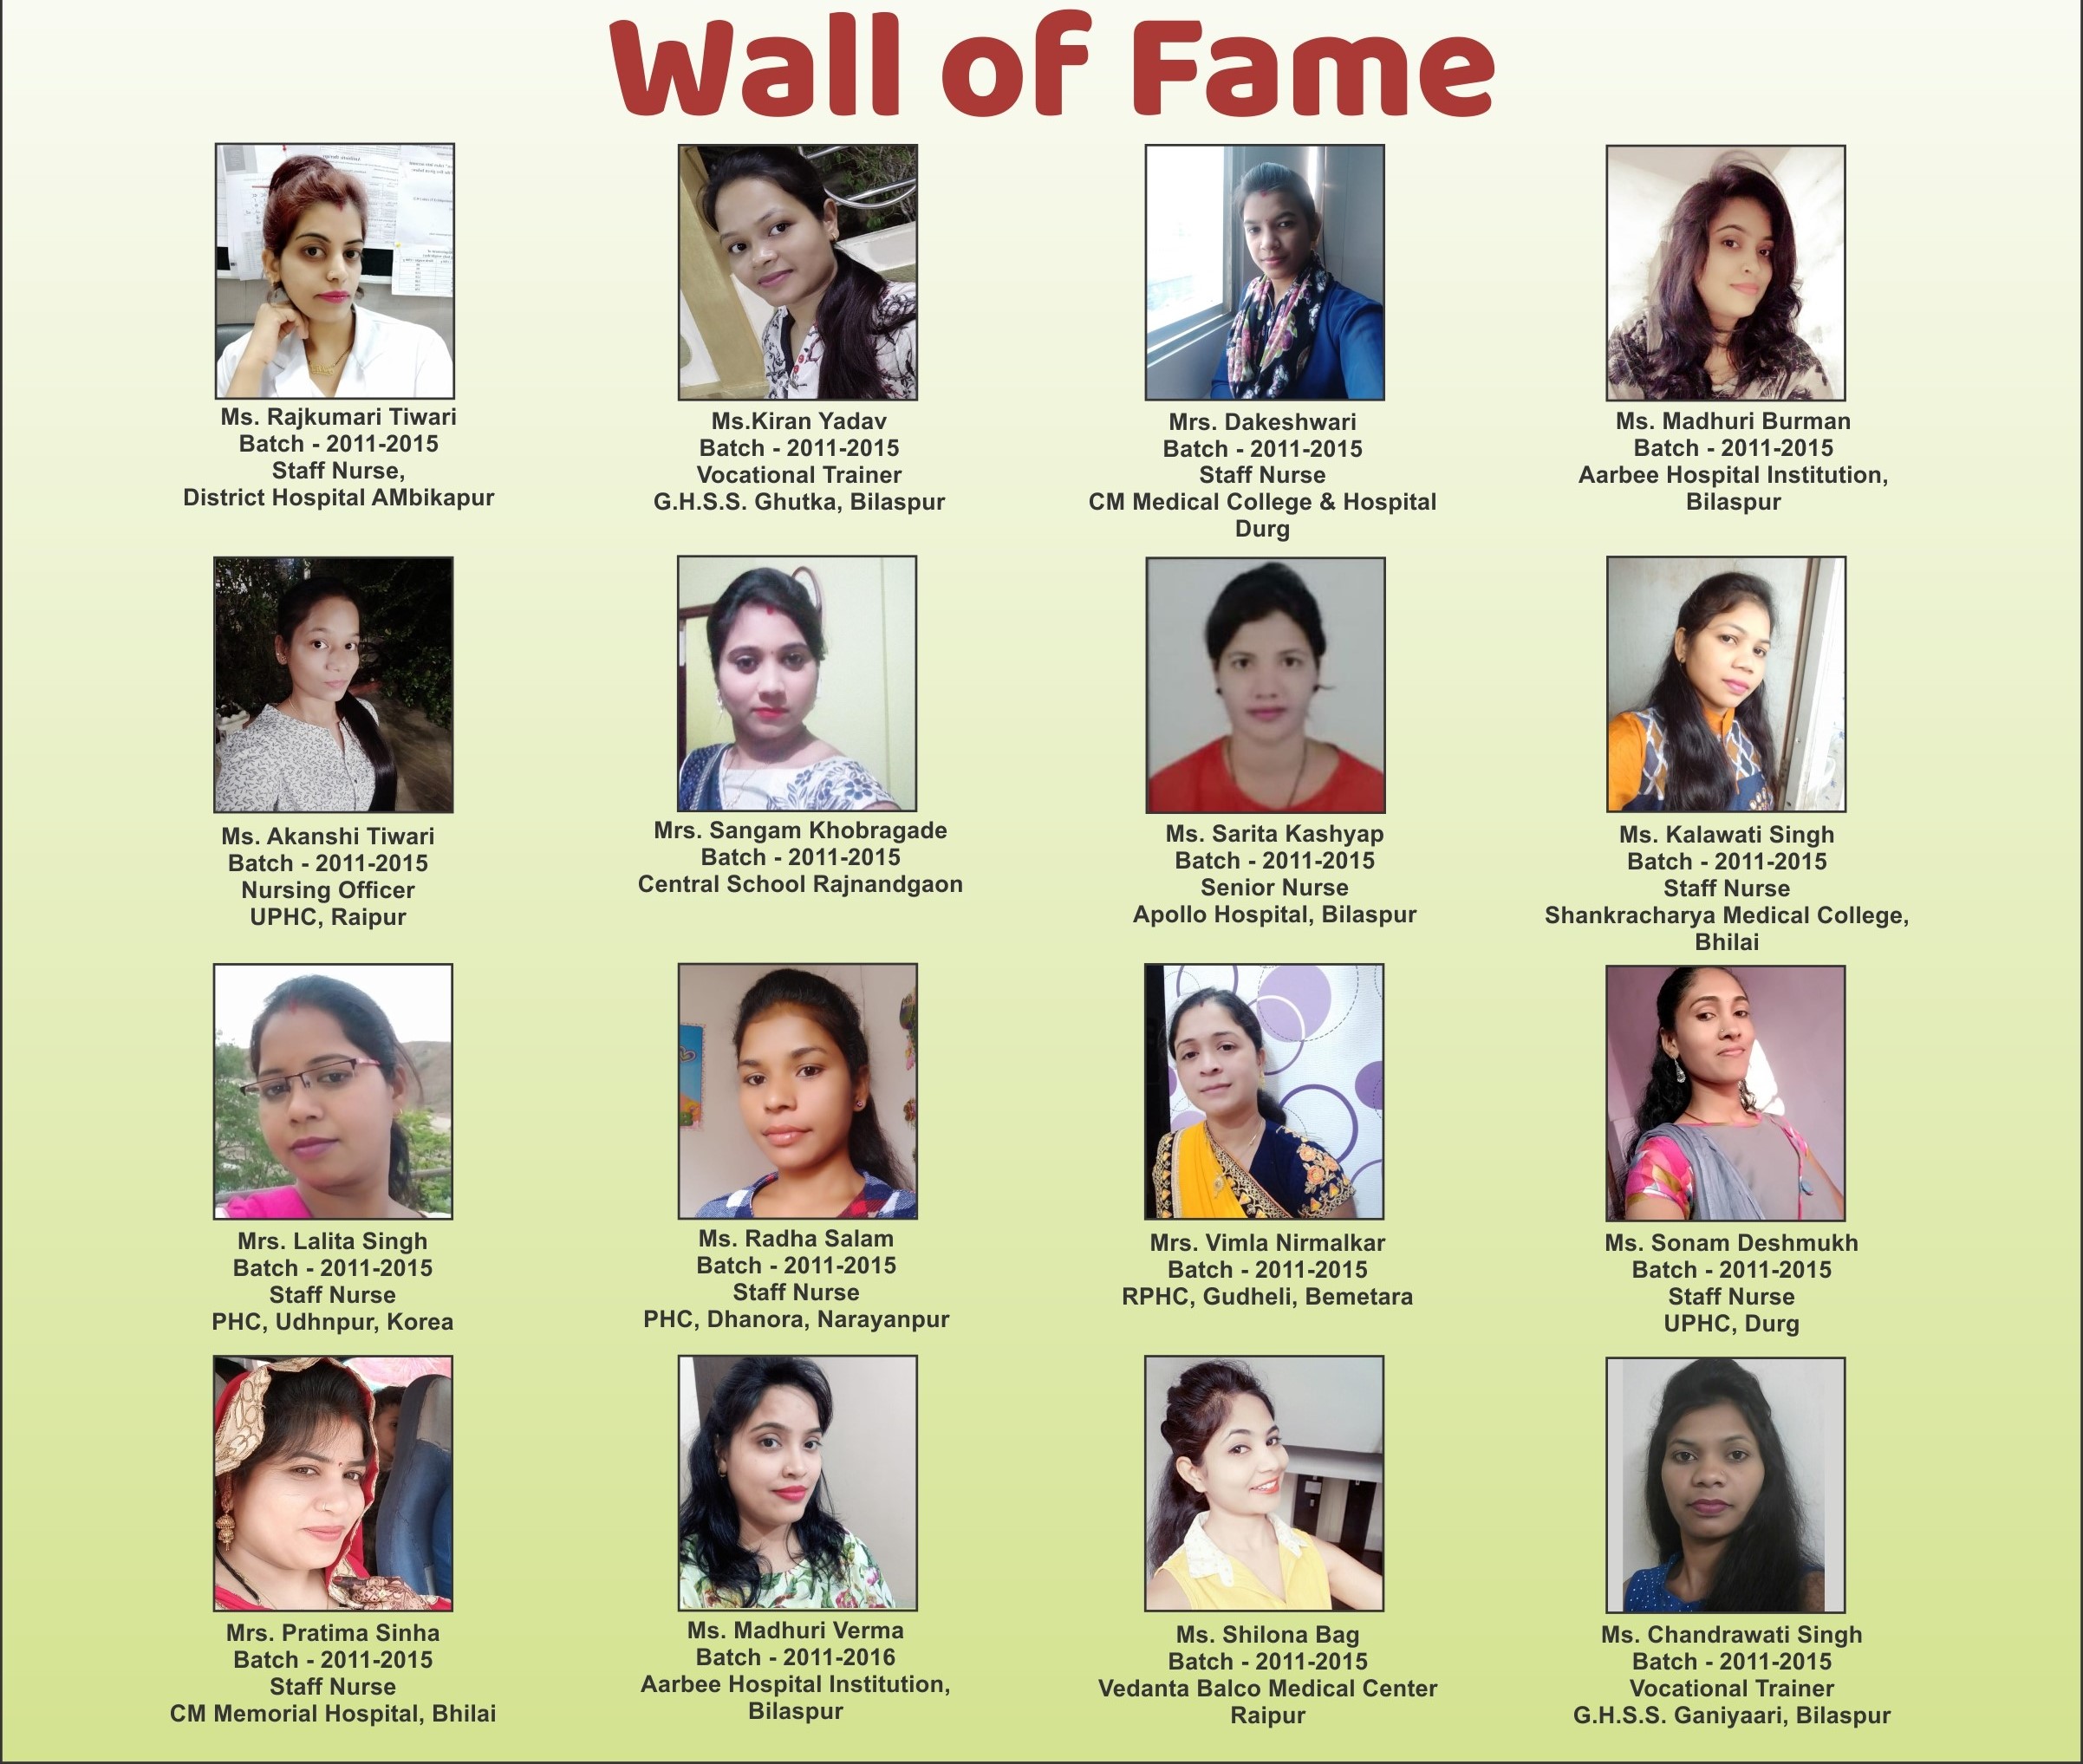 Wall of Fame
Ms. Rajkumari Tiwari
Batch - 2011-2015
Staff Nurse,
District Hospital AMbikapur
Ms.Kiran Yadav
Batch - 2011-2015
Vocational Trainer
G.H.S.S. Ghutka, Bilaspur
Mrs. Dakeshwari
Batch - 2011-2015
Staff Nurse
CM Medical College & Hospital
Durg
Ms. Madhuri Burman
Batch - 2011-2015
Aarbee Hospital Institution,
Bilaspur
Ms. Akanshi Tiwari
Batch - 2011-2015
Nursing Officer
UPHC, Raipur
Mrs. Sangam Khobragade
Batch - 2011-2015
Central School Rajnandgaon
Ms. Sarita Kashyap
Batch - 2011-2015
Senior Nurse
Apollo Hospital, Bilaspur
Ms. Kalawati Singh
Batch - 2011-2015
Staff Nurse
Shankracharya Medical College,
Bhilai
Mrs. Lalita Singh
Batch - 2011-2015
Staff Nurse
PHC, Udhnpur, Korea
Ms. Radha Salam
Batch - 2011-2015
Staff Nurse
PHC, Dhanora, Narayanpur
Mrs. Vimla Nirmalkar
Batch - 2011-2015
RPHC, Gudheli, Bemetara
Ms. Sonam Deshmukh
Batch - 2011-2015
Staff Nurse
UPHC, Durg
Mrs. Pratima Sinha
Batch - 2011-2015
Staff Nurse
CM Memorial Hospital, Bhilai
Ms. Madhuri Verma
Batch - 2011-2016
Aarbee Hospital Institution,
Bilaspur
Ms. Shilona Bag
Batch - 2011-2015
Vedanta Balco Medical Center
Raipur
Ms. Chandrawati Singh
Batch - 2011-2015
Vocational Trainer
G.H.S.S. Ganiyaari, Bilaspur